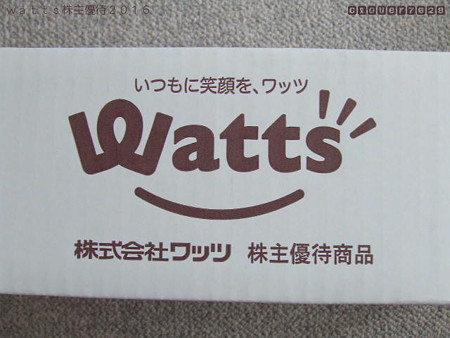 watts株主優待2016
clover7e28
いつもに笑顔を、ワッツ
Watts
株式会社ワッツ 株主優待商品